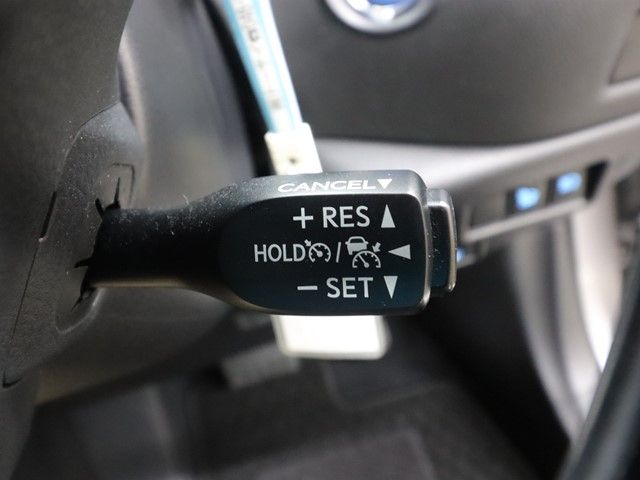 CANCEL▼
+ RES ▲
HOLD / ◀
− SET ▼